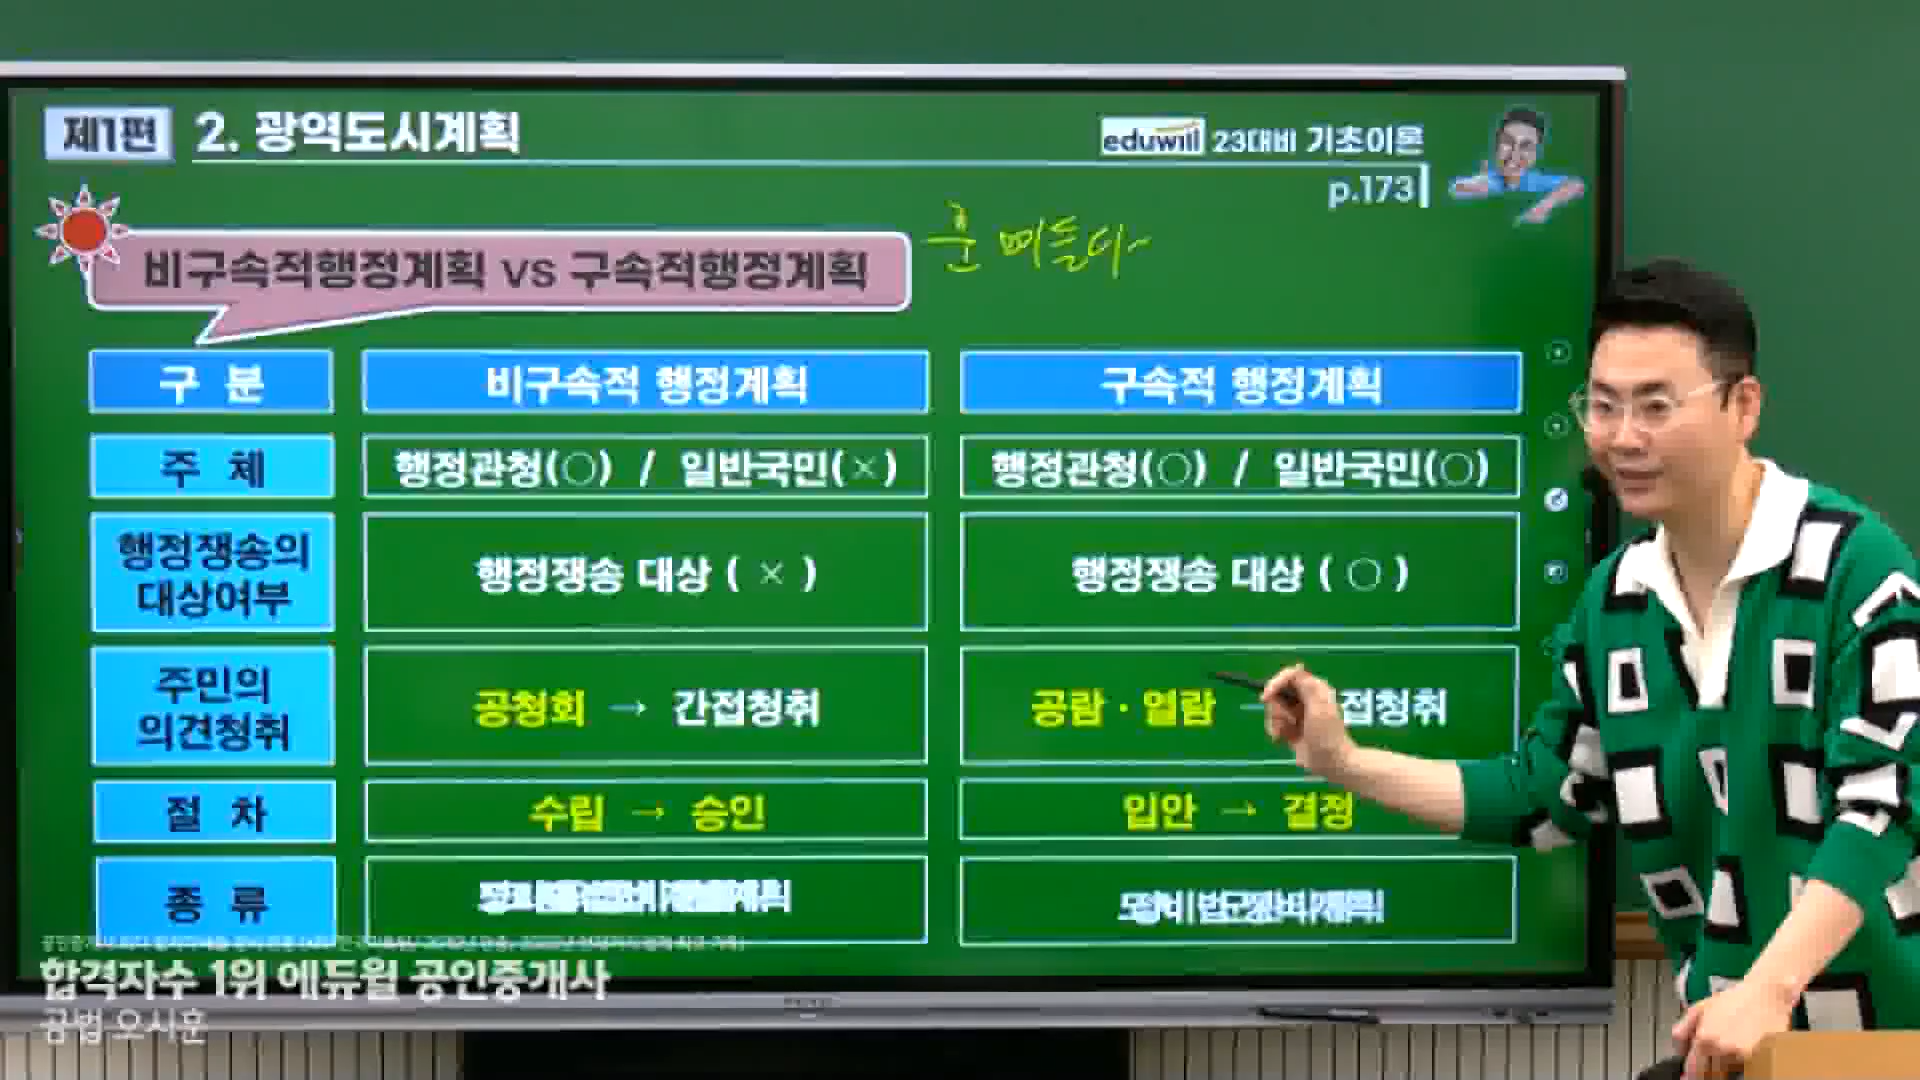 제1편 2. 광역도시계획
eduwill 23대비 기초이론
p.173
비구속적행정계획 vs 구속적행정계획
구 분 비구속적 행정계획 구속적 행정계획
주 체 행정관청(○) / 일반국민(×) 행정관청(○) / 일반국민(○)
행정쟁송의
대상여부
행정쟁송 대상 ( × ) 행정쟁송 대상 ( ○ )
주민의
의견청취
공청회 → 간접청취 공람 · 열람 → 접청취
절 차 수립 → 승인 입안 → 결정
종 류
합격자수 1위 에듀윌 공인중개사
공법 오시훈